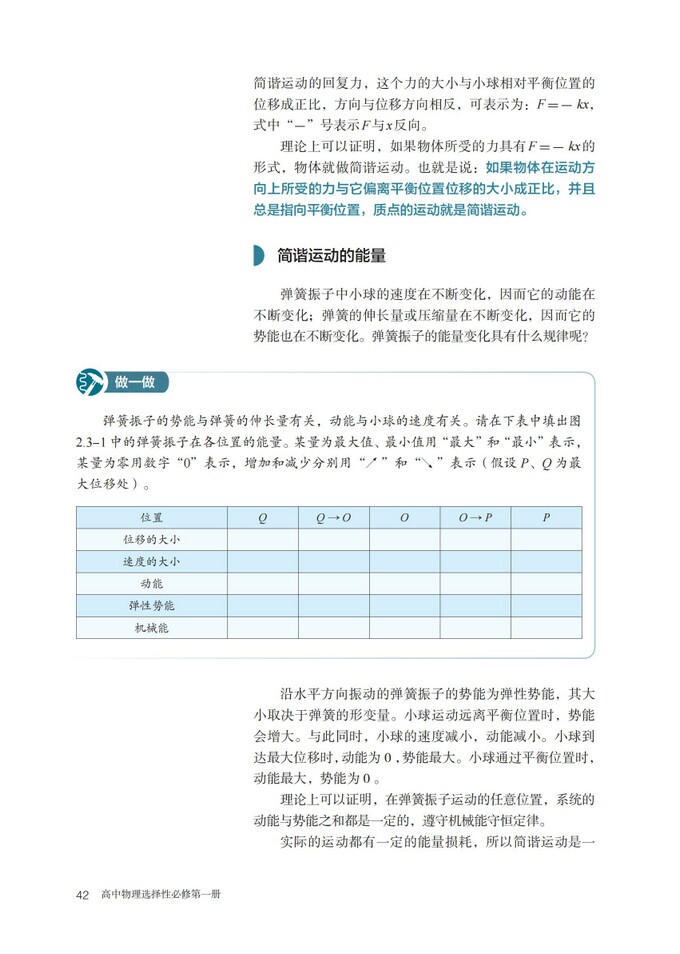 简谐运动的回复力，这个力的大小与小球相对平衡位置的
位移成正比，方向与位移方向相反，可表示为：F＝－ kx，
式中“－”号表示F与x反向。
理论上可以证明，如果物体所受的力具有F＝－ kx的
形式，物体就做简谐运动。也就是说：如果物体在运动方
向上所受的力与它偏离平衡位置位移的大小成正比，并且
总是指向平衡位置，质点的运动就是简谐运动。
简谐运动的能量
弹簧振子中小球的速度在不断变化，因而它的动能在
不断变化；弹簧的伸长量或压缩量在不断变化，因而它的
势能也在不断变化。弹簧振子的能量变化具有什么规律呢？
做一做
弹簧振子的势能与弹簧的伸长量有关，动能与小球的速度有关。请在下表中填出图
2.3–1 中的弹簧振子在各位置的能量。某量为最大值、最小值用“最大”和“最小”表示，
某量为零用数字“0”表示，增加和减少分别用“↗”和“↘”表示（假设 P、Q 为最
大位移处）。
位置 Q Q→O O O→P P
位移的大小
速度的大小
动能
弹性势能
机械能
沿水平方向振动的弹簧振子的势能为弹性势能，其大
小取决于弹簧的形变量。小球运动远离平衡位置时，势能
会增大。与此同时，小球的速度减小，动能减小。小球到
达最大位移时，动能为 0 ，势能最大。小球通过平衡位置时，
动能最大，势能为 0 。
理论上可以证明，在弹簧振子运动的任意位置，系统的
动能与势能之和都是一定的，遵守机械能守恒定律。
实际的运动都有一定的能量损耗，所以简谐运动是一
42 高中物理选择性必修第一册